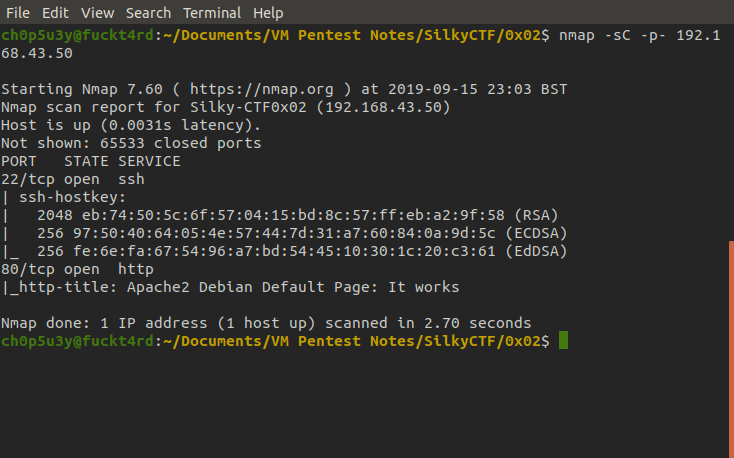 File Edit View Search Terminal Help
ch0p5u3y@fuckt4rd:~/Documents/VM Pentest Notes/SilkyCTF/0x02$ nmap -sC -p- 192.1
68.43.50

Starting Nmap 7.60 ( https://nmap.org ) at 2019-09-15 23:03 BST
Nmap scan report for Silky-CTF0x02 (192.168.43.50)
Host is up (0.0031s latency).
Not shown: 65533 closed ports
PORT   STATE SERVICE
22/tcp open  ssh
| ssh-hostkey:
|   2048 eb:74:50:5c:6f:57:04:15:bd:8c:57:ff:eb:a2:9f:58 (RSA)
|   256 97:50:40:64:05:4e:57:44:7d:31:a7:60:84:0a:9d:5c (ECDSA)
|_  256 fe:6e:fa:67:54:96:a7:bd:54:45:10:30:1c:20:c3:61 (EdDSA)
80/tcp open  http
|_http-title: Apache2 Debian Default Page: It works

Nmap done: 1 IP address (1 host up) scanned in 2.70 seconds
ch0p5u3y@fuckt4rd:~/Documents/VM Pentest Notes/SilkyCTF/0x02$